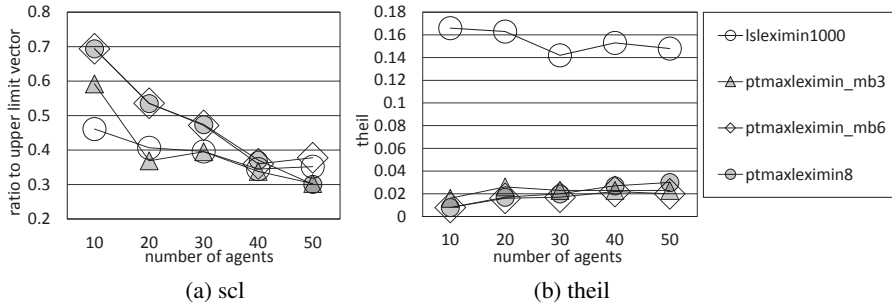 ratio to upper limit vector
0.8
0.7
0.6
0.5
0.4
0.3
0.2
10 20 30 40 50
number of agents
(a) scl
theil
0.18
0.16
0.14
0.12
0.1
0.08
0.06
0.04
0.02
0
10 20 30 40 50
number of agents
(b) theil
lsleximin1000
ptmaxleximin_mb3
ptmaxleximin_mb6
ptmaxleximin8